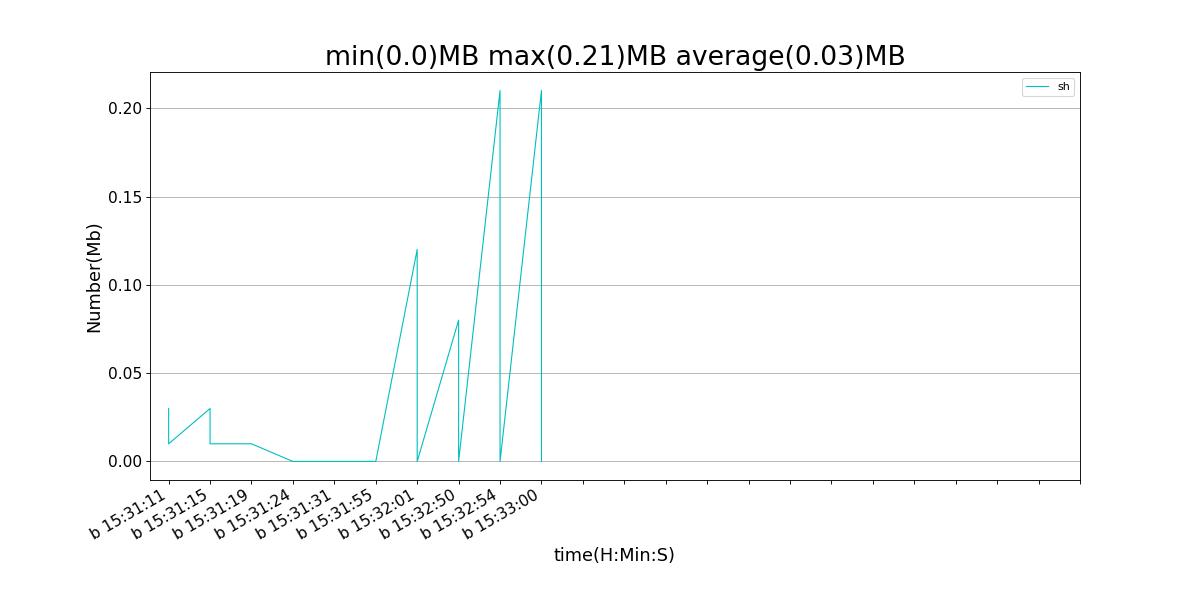 min(0.0)MB max(0.21)MB average(0.03)MB
sh
Number(Mb)
0.20
0.15
0.10
0.05
0.00
b 15:31:11
b 15:31:15
b 15:31:19
b 15:31:24
b 15:31:31
b 15:31:55
b 15:32:01
b 15:32:50
b 15:32:54
b 15:33:00
time(H:Min:S)